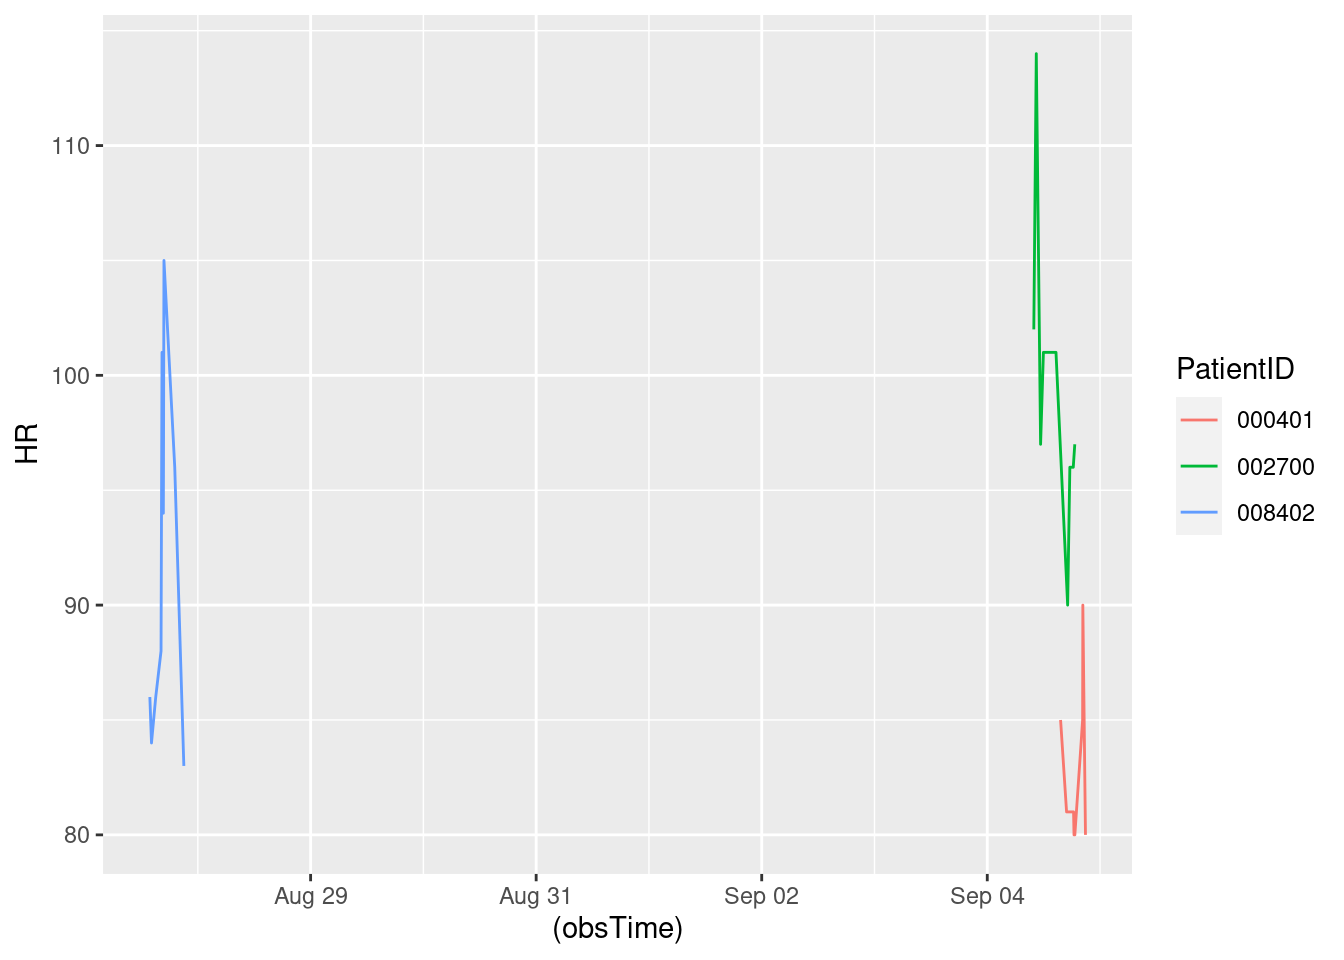 110
100
90
80
HR
Aug 29
Aug 31
Sep 02
Sep 04
(obsTime)
PatientID
000401
002700
008402